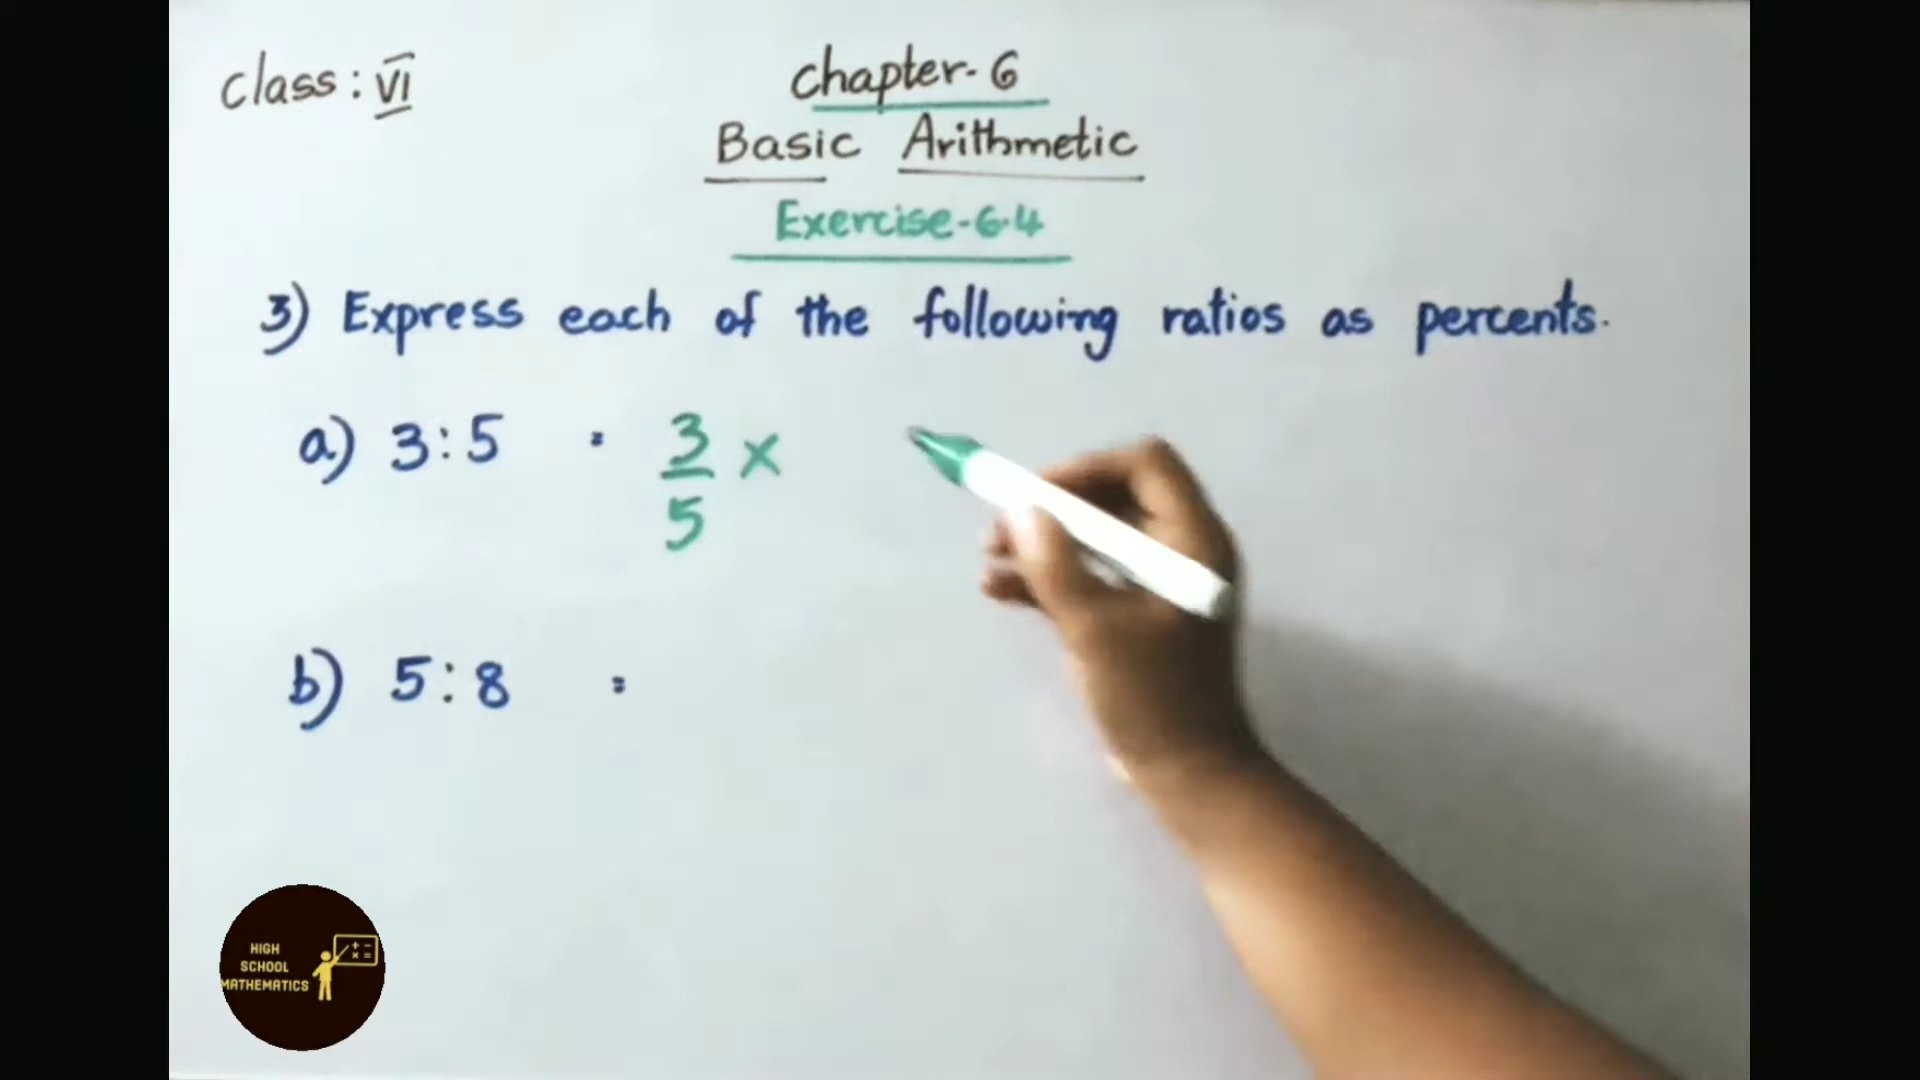 Class: VI
Chapter-6
Basic Arithmetic
Exercise-6.4
3) Express each of the following ratios as percents.
a) 3:5 = 3/5 ×
b) 5:8 =
HIGH
SCHOOL
MATHEMATICS